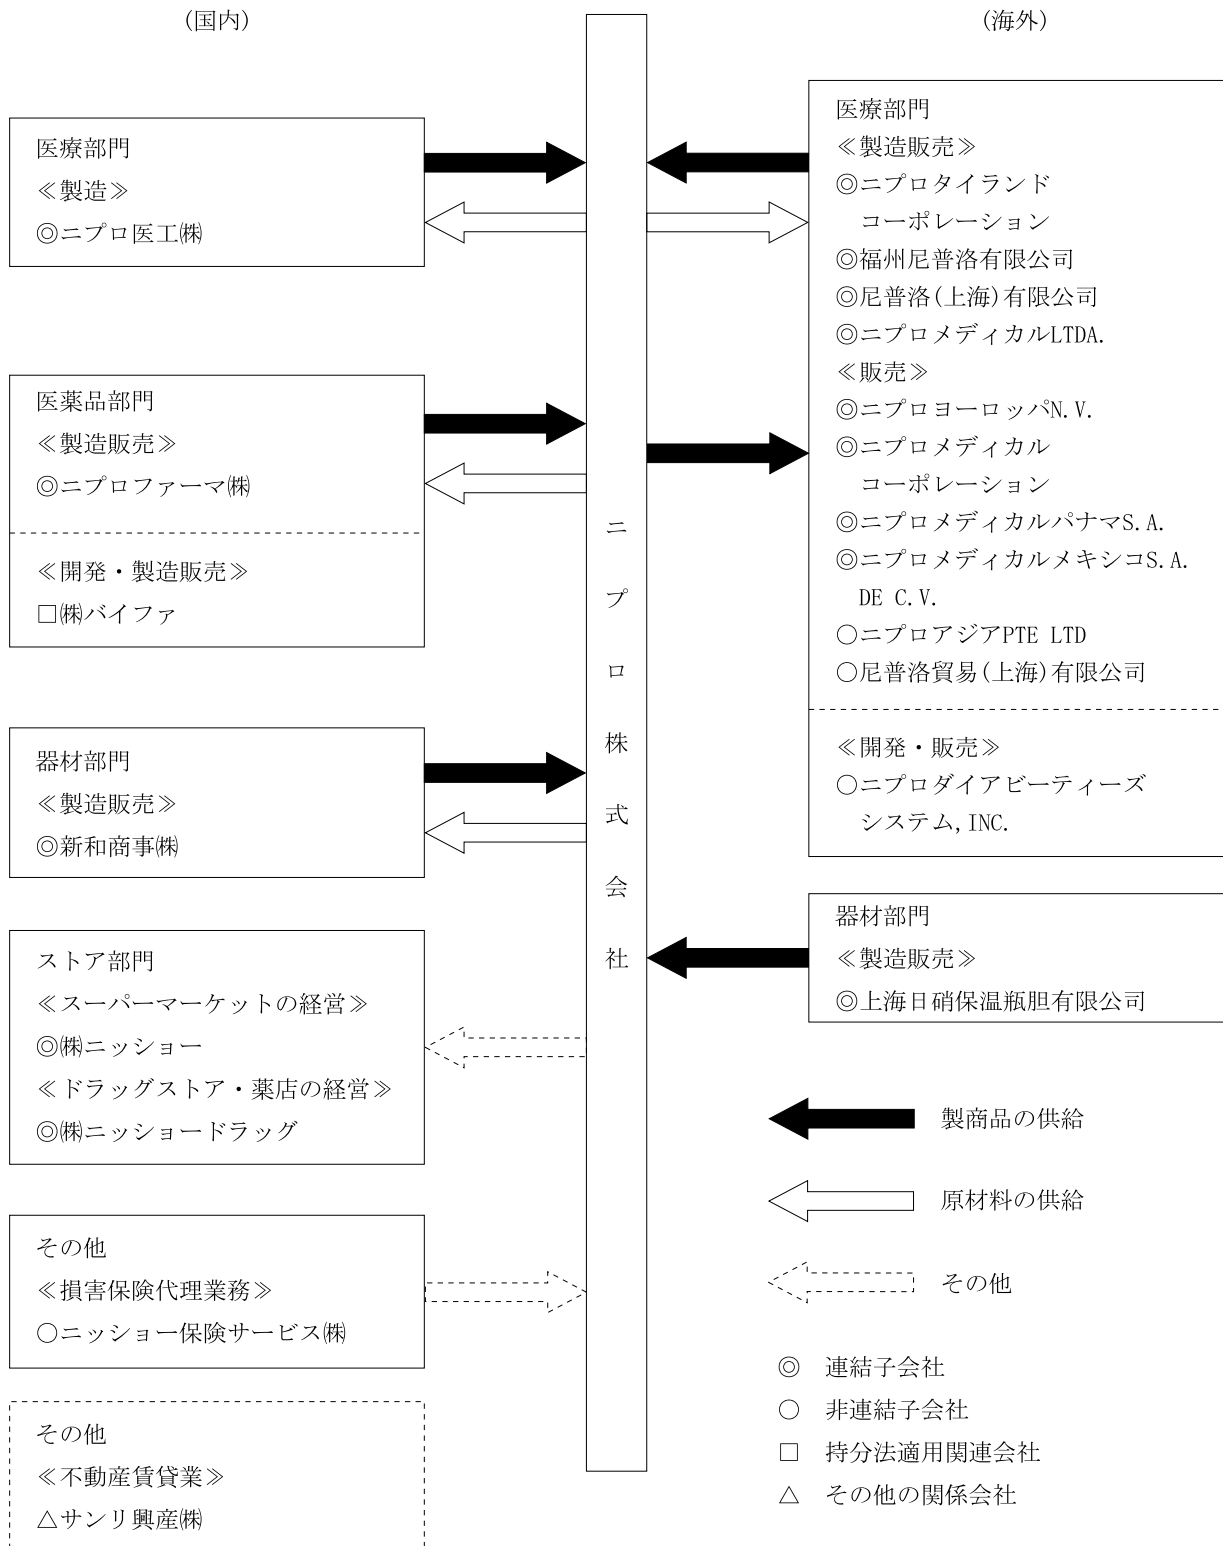 (国内)
医療部門
≪製造≫
◎ニプロ医工㈱
医薬品部門
≪製造販売≫
◎ニプロファーマ㈱
≪開発・製造販売≫
□㈱バイファ
器材部門
≪製造販売≫
◎新和商事㈱
ストア部門
≪スーパーマーケットの経営≫
◎㈱ニッショー
≪ドラッグストア・薬店の経営≫
◎㈱ニッショードラッグ
その他
≪損害保険代理業務≫
○ニッショー保険サービス㈱
その他
≪不動産賃貸業≫
△サンリ興産㈱
ニプロ株式会社
(海外)
医療部門
≪製造販売≫
◎ニプロタイランド
コーポレーション
◎福州尼普洛有限公司
◎尼普洛(上海)有限公司
◎ニプロメディカルLTDA.
≪販売≫
◎ニプロヨーロッパN.V.
◎ニプロメディカル
コーポレーション
◎ニプロメディカルパナマS.A.
◎ニプロメディカルメキシコS.A.
DE C.V.
○ニプロアジアPTE LTD
○尼普洛貿易(上海)有限公司
≪開発・販売≫
○ニプロダイアビーティーズ
システム,INC.
器材部門
≪製造販売≫
◎上海日硝保温瓶胆有限公司
製商品の供給
原材料の供給
その他
◎ 連結子会社
○ 非連結子会社
□ 持分法適用関連会社
△ その他の関係会社